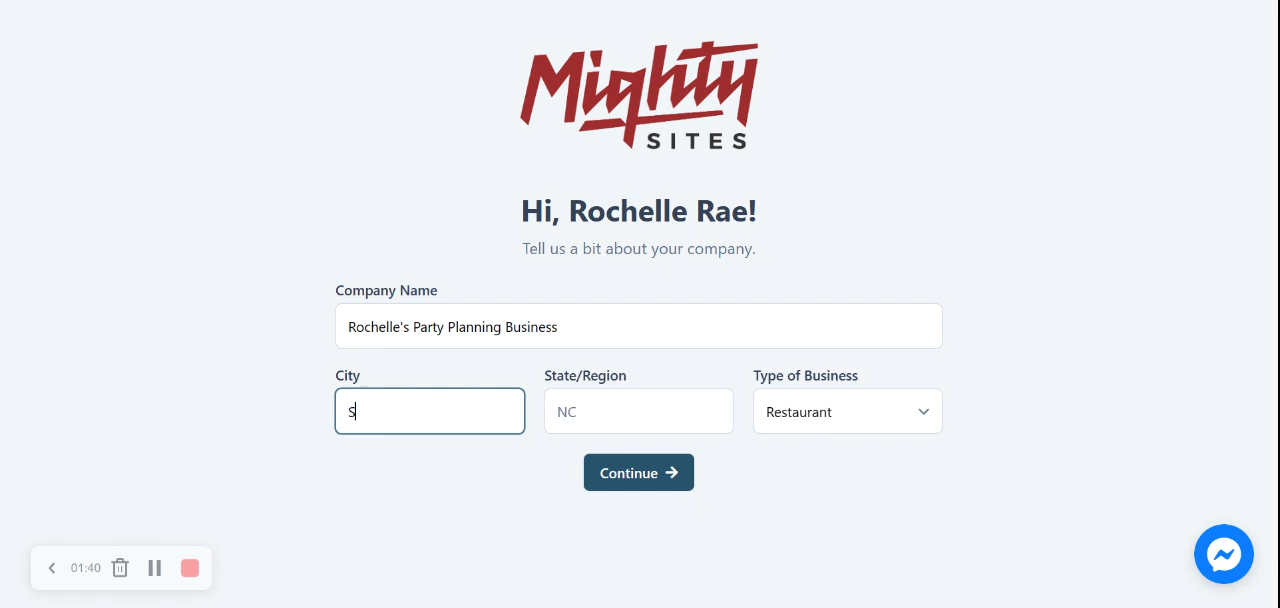 Mighty
SITES
Hi, Rochelle Rae!
Tell us a bit about your company.
Company Name
Rochelle's Party Planning Business
City State/Region Type of Business
S NC Restaurant
Continue
01:40